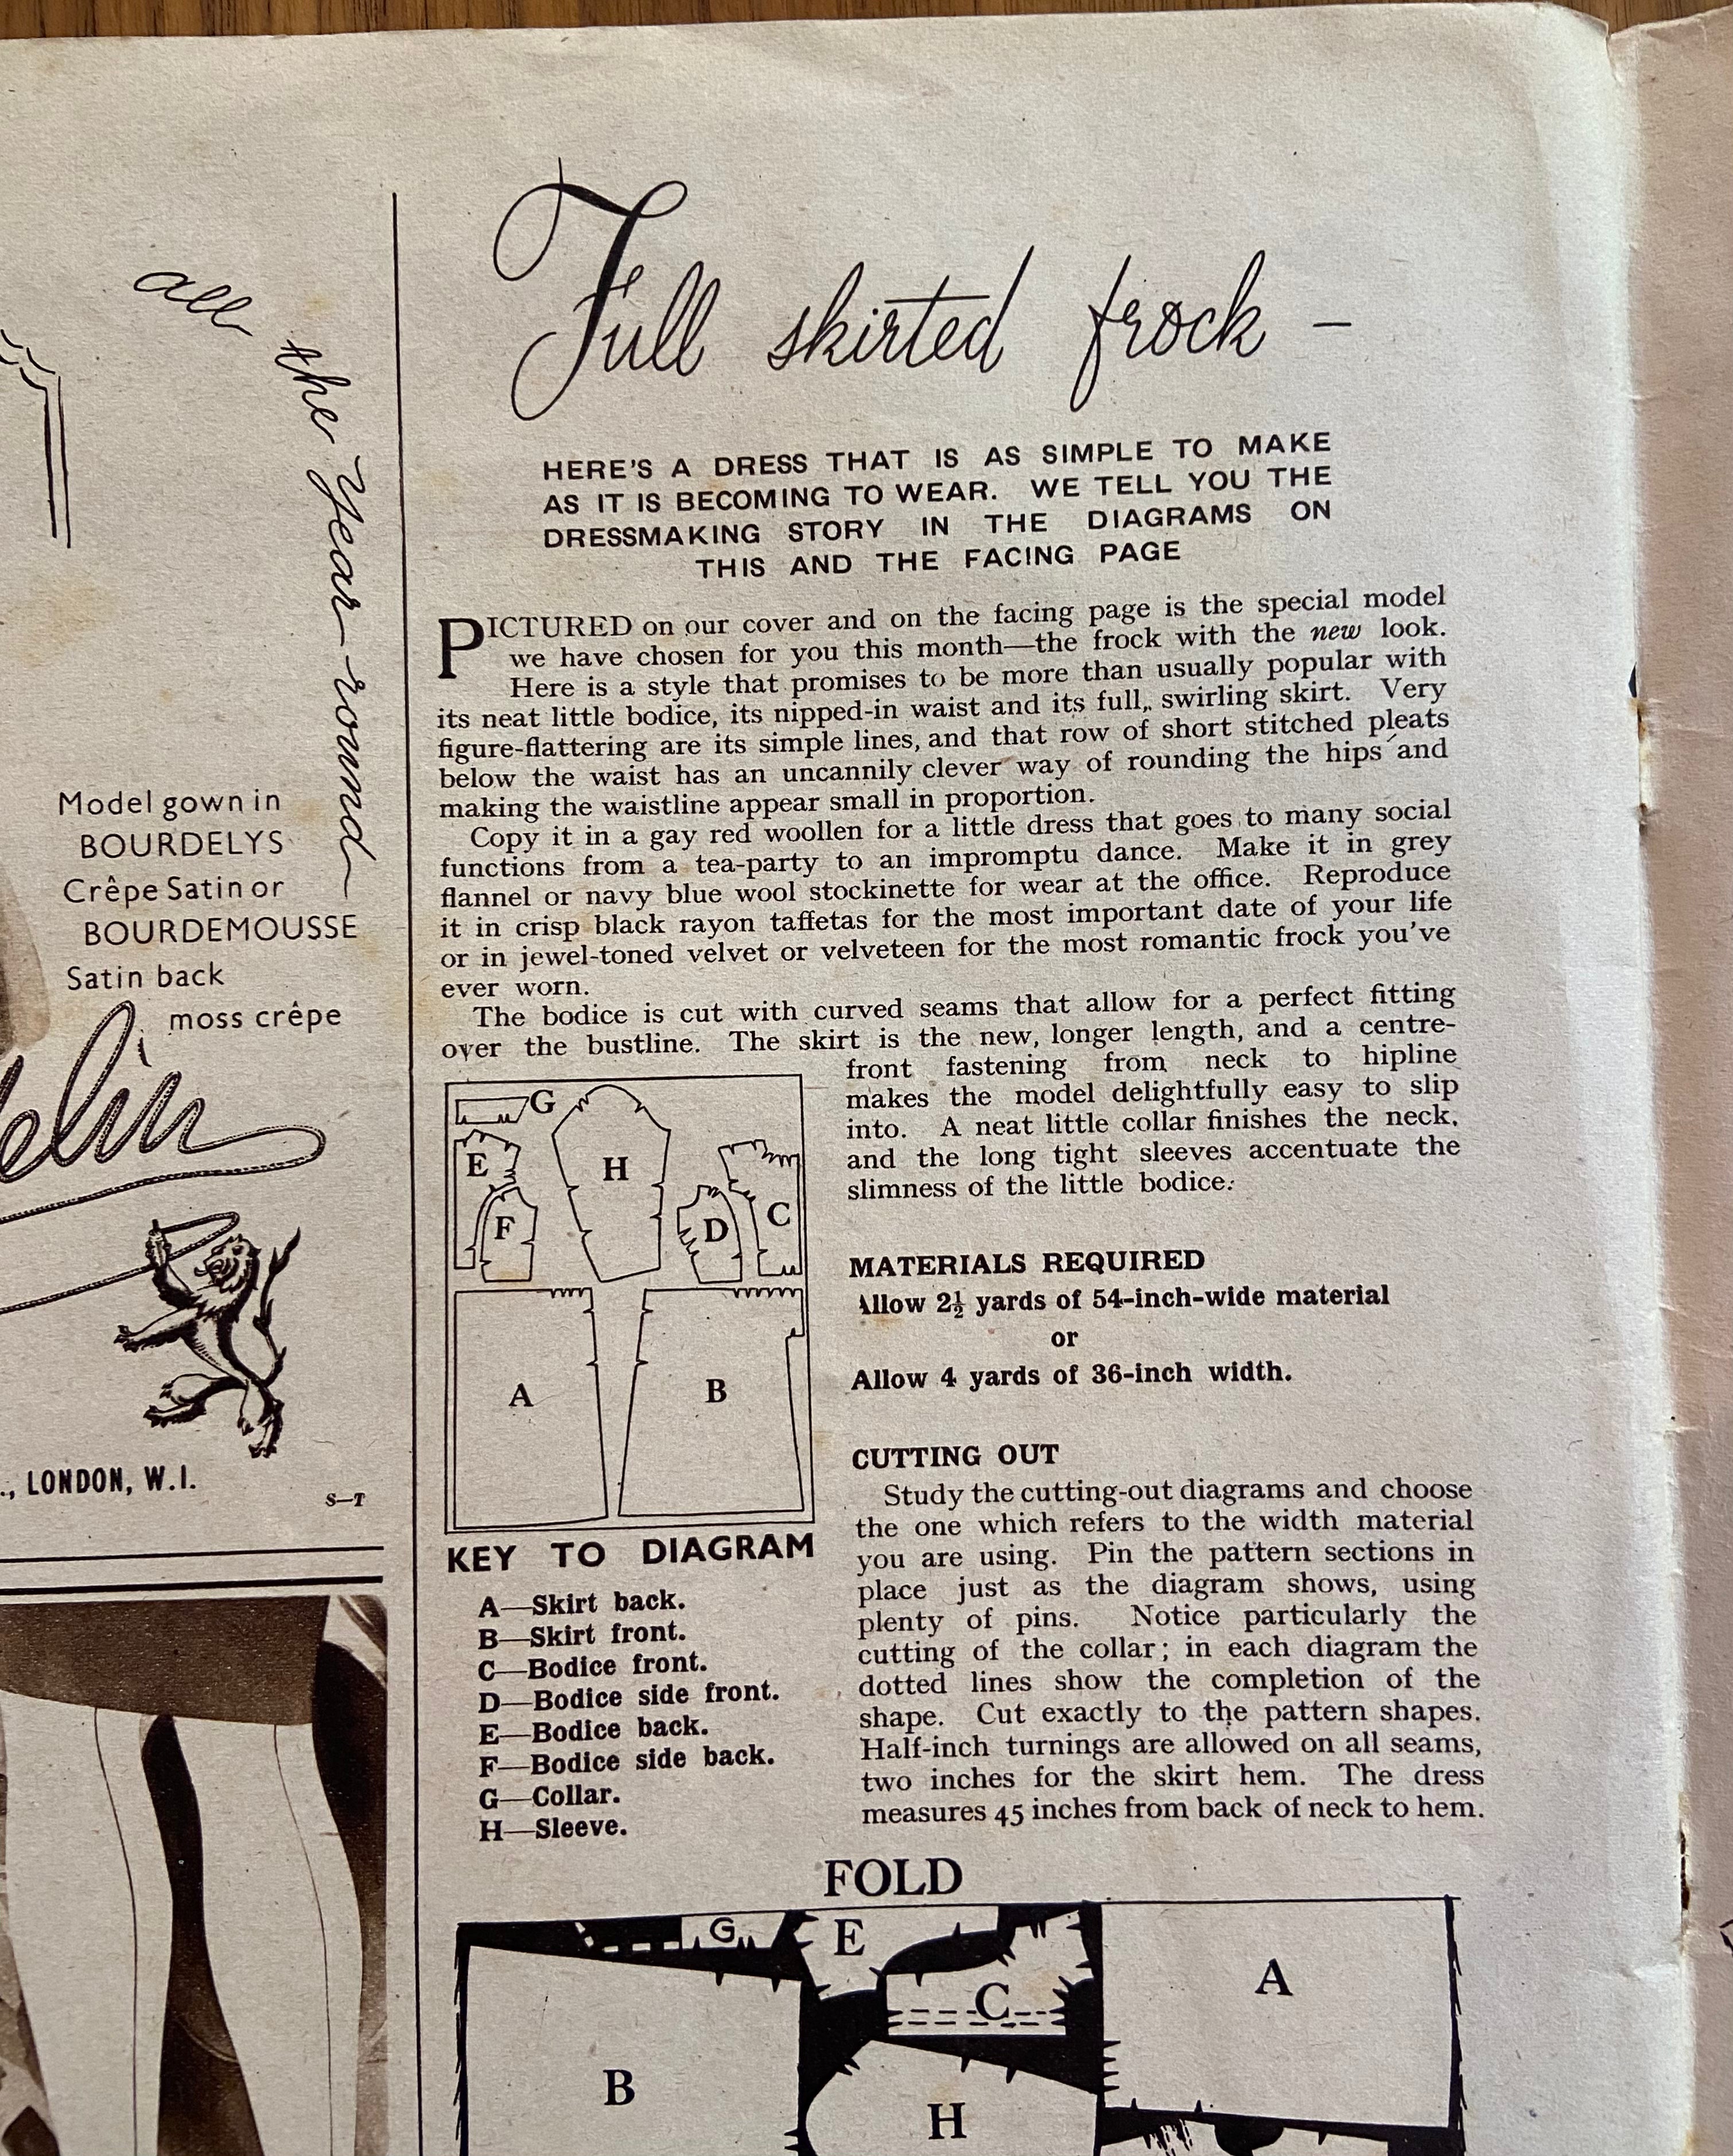 all
the Year-round
Model gown in
BOURDELYS
Crêpe Satin or
BOURDEMOUSSE
Satin back
moss crêpe
LONDON, W.I.
S—T
Full skirted frock —
HERE'S A DRESS THAT IS AS SIMPLE TO MAKE
AS IT IS BECOMING TO WEAR. WE TELL YOU THE
DRESSMAKING STORY IN THE DIAGRAMS ON
THIS AND THE FACING PAGE
PICTURED on our cover and on the facing page is the special model
we have chosen for you this month—the frock with the new look.
Here is a style that promises to be more than usually popular with
its neat little bodice, its nipped-in waist and its full, swirling skirt. Very
figure-flattering are its simple lines, and that row of short stitched pleats
below the waist has an uncannily clever way of rounding the hips and
making the waistline appear small in proportion.
Copy it in a gay red woollen for a little dress that goes to many social
functions from a tea-party to an impromptu dance. Make it in grey
flannel or navy blue wool stockinette for wear at the office. Reproduce
it in crisp black rayon taffetas for the most important date of your life
or in jewel-toned velvet or velveteen for the most romantic frock you've
ever worn.
The bodice is cut with curved seams that allow for a perfect fitting
over the bustline. The skirt is the new, longer length, and a centre-
front fastening from neck to hipline
makes the model delightfully easy to slip
into. A neat little collar finishes the neck,
and the long tight sleeves accentuate the
slimness of the little bodice.
G
E
H
F
D
C
A
B
KEY TO DIAGRAM
A—Skirt back.
B—Skirt front.
C—Bodice front.
D—Bodice side front.
E—Bodice back.
F—Bodice side back.
G—Collar.
H—Sleeve.
MATERIALS REQUIRED
Allow 2½ yards of 54-inch-wide material
or
Allow 4 yards of 36-inch width.
CUTTING OUT
Study the cutting-out diagrams and choose
the one which refers to the width material
you are using. Pin the pattern sections in
place just as the diagram shows, using
plenty of pins. Notice particularly the
cutting of the collar; in each diagram the
dotted lines show the completion of the
shape. Cut exactly to the pattern shapes.
Half-inch turnings are allowed on all seams,
two inches for the skirt hem. The dress
measures 45 inches from back of neck to hem.
FOLD
G
E
A
C
B
H